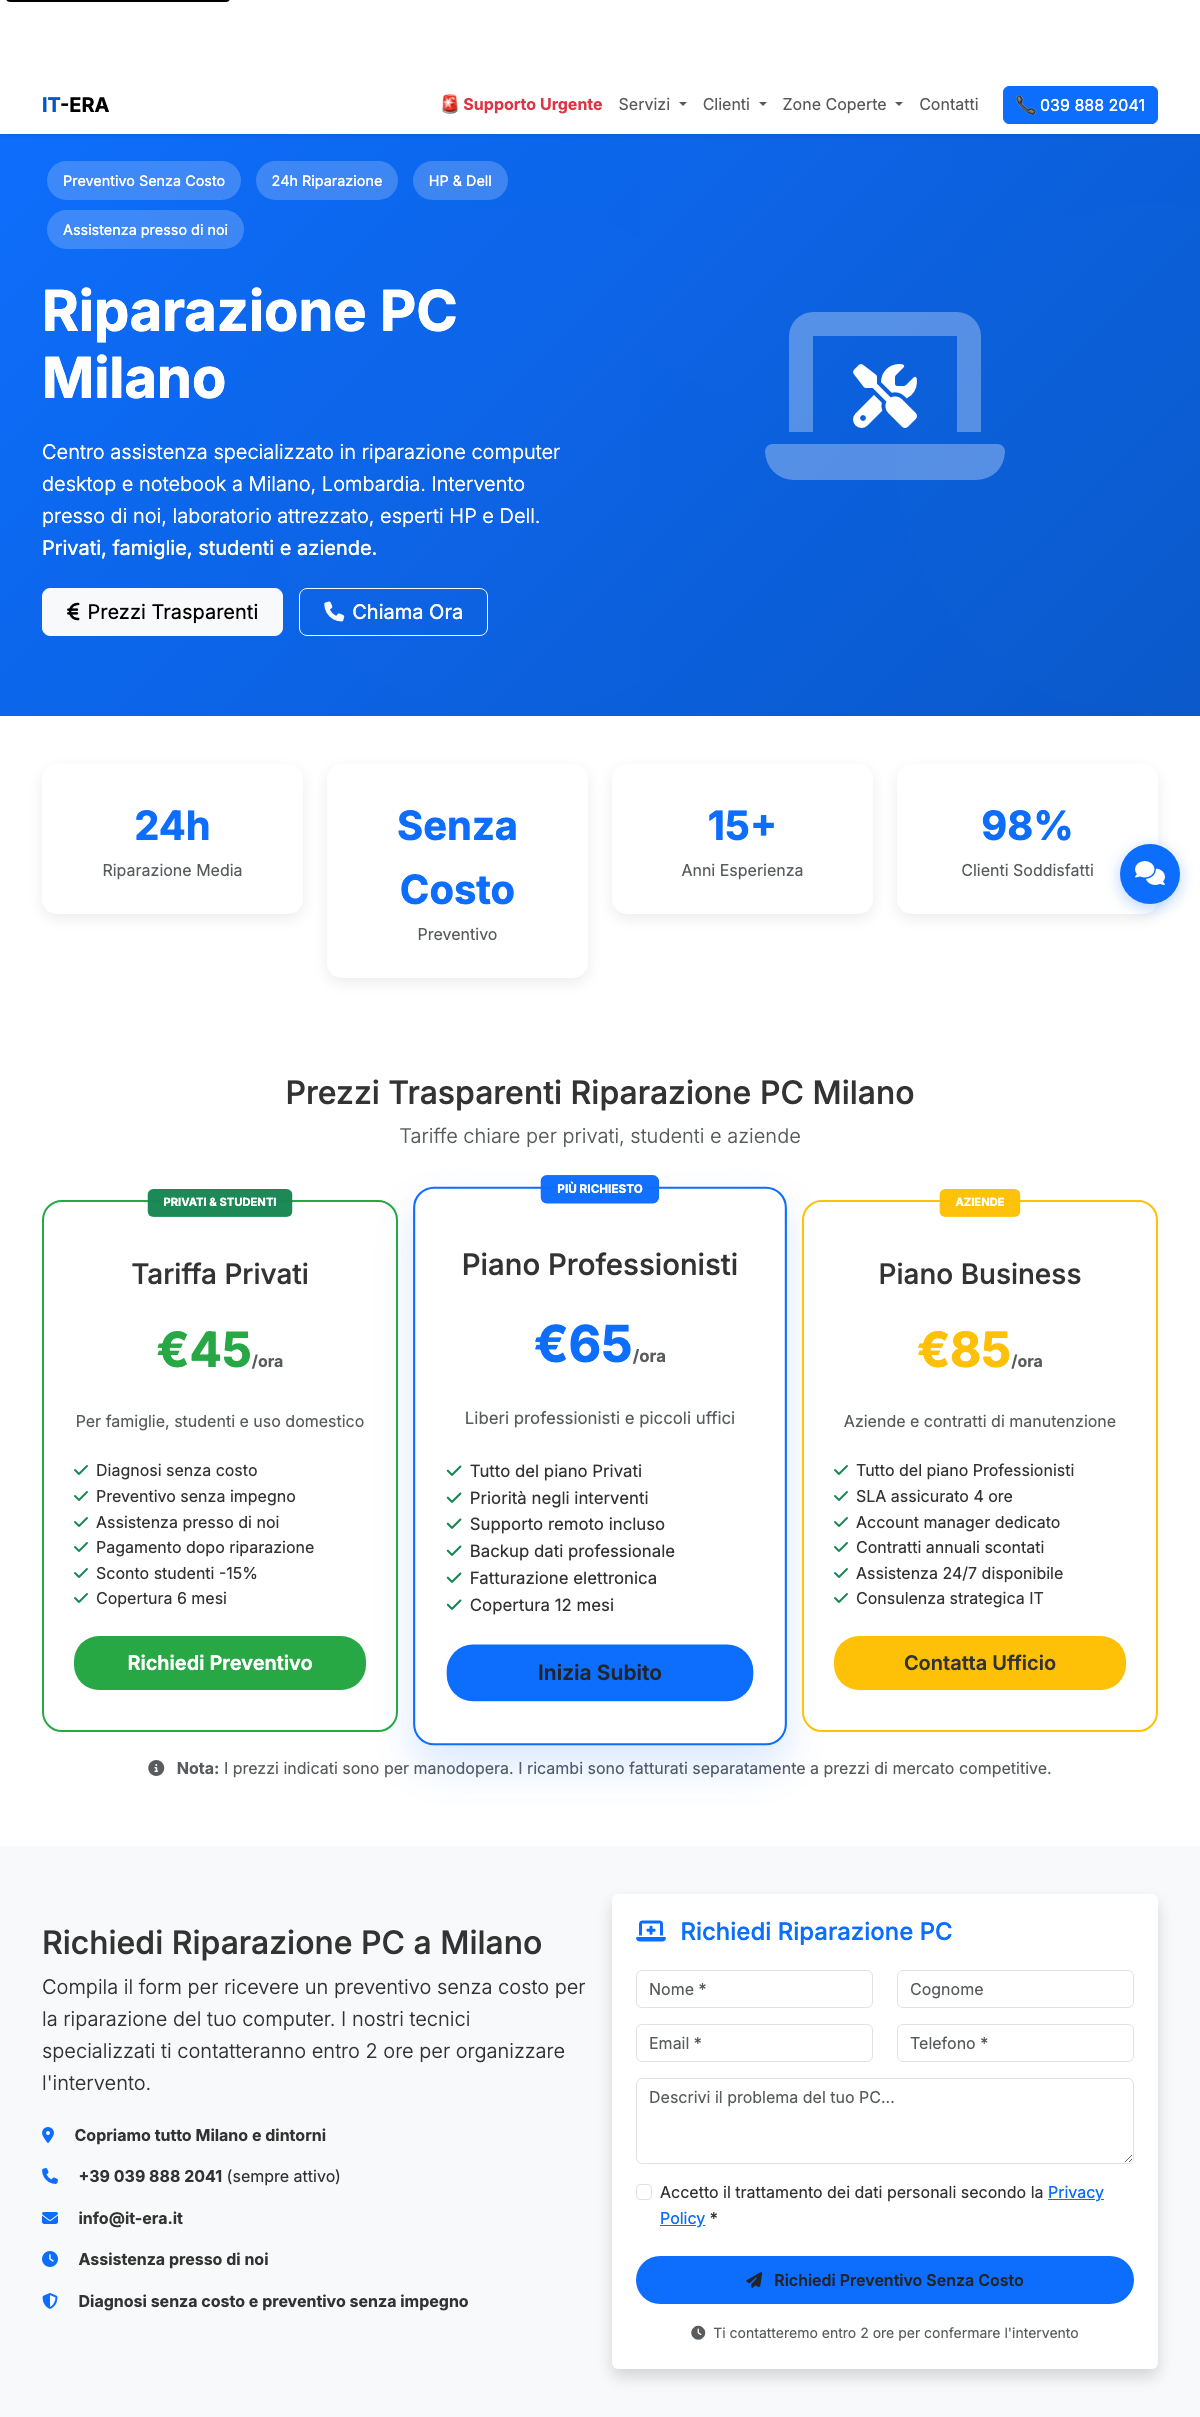 IT-ERA
🚨 Supporto Urgente
Servizi
Clienti
Zone Coperte
Contatti
📞 039 888 2041
Preventivo Senza Costo
24h Riparazione
HP & Dell
Assistenza presso di noi
Riparazione PC
Milano
Centro assistenza specializzato in riparazione computer
desktop e notebook a Milano, Lombardia. Intervento
presso di noi, laboratorio attrezzato, esperti HP e Dell.
Privati, famiglie, studenti e aziende.
€ Prezzi Trasparenti
Chiama Ora
24h
Riparazione Media
Senza
Costo
Preventivo
15+
Anni Esperienza
98%
Clienti Soddisfatti
Prezzi Trasparenti Riparazione PC Milano
Tariffe chiare per privati, studenti e aziende
PRIVATI & STUDENTI
Tariffa Privati
€45/ora
Per famiglie, studenti e uso domestico
Diagnosi senza costo
Preventivo senza impegno
Assistenza presso di noi
Pagamento dopo riparazione
Sconto studenti -15%
Copertura 6 mesi
Richiedi Preventivo
PIÙ RICHIESTO
Piano Professionisti
€65/ora
Liberi professionisti e piccoli uffici
Tutto del piano Privati
Priorità negli interventi
Supporto remoto incluso
Backup dati professionale
Fatturazione elettronica
Copertura 12 mesi
Inizia Subito
AZIENDE
Piano Business
€85/ora
Aziende e contratti di manutenzione
Tutto del piano Professionisti
SLA assicurato 4 ore
Account manager dedicato
Contratti annuali scontati
Assistenza 24/7 disponibile
Consulenza strategica IT
Contatta Ufficio
Nota: I prezzi indicati sono per manodopera. I ricambi sono fatturati separatamente a prezzi di mercato competitive.
Richiedi Riparazione PC a Milano
Compila il form per ricevere un preventivo senza costo per
la riparazione del tuo computer. I nostri tecnici
specializzati ti contatteranno entro 2 ore per organizzare
l'intervento.
Copriamo tutto Milano e dintorni
+39 039 888 2041 (sempre attivo)
info@it-era.it
Assistenza presso di noi
Diagnosi senza costo e preventivo senza impegno
Richiedi Riparazione PC
Nome *
Cognome
Email *
Telefono *
Descrivi il problema del tuo PC...
Accetto il trattamento dei dati personali secondo la Privacy
Policy *
Richiedi Preventivo Senza Costo
Ti contatteremo entro 2 ore per confermare l'intervento